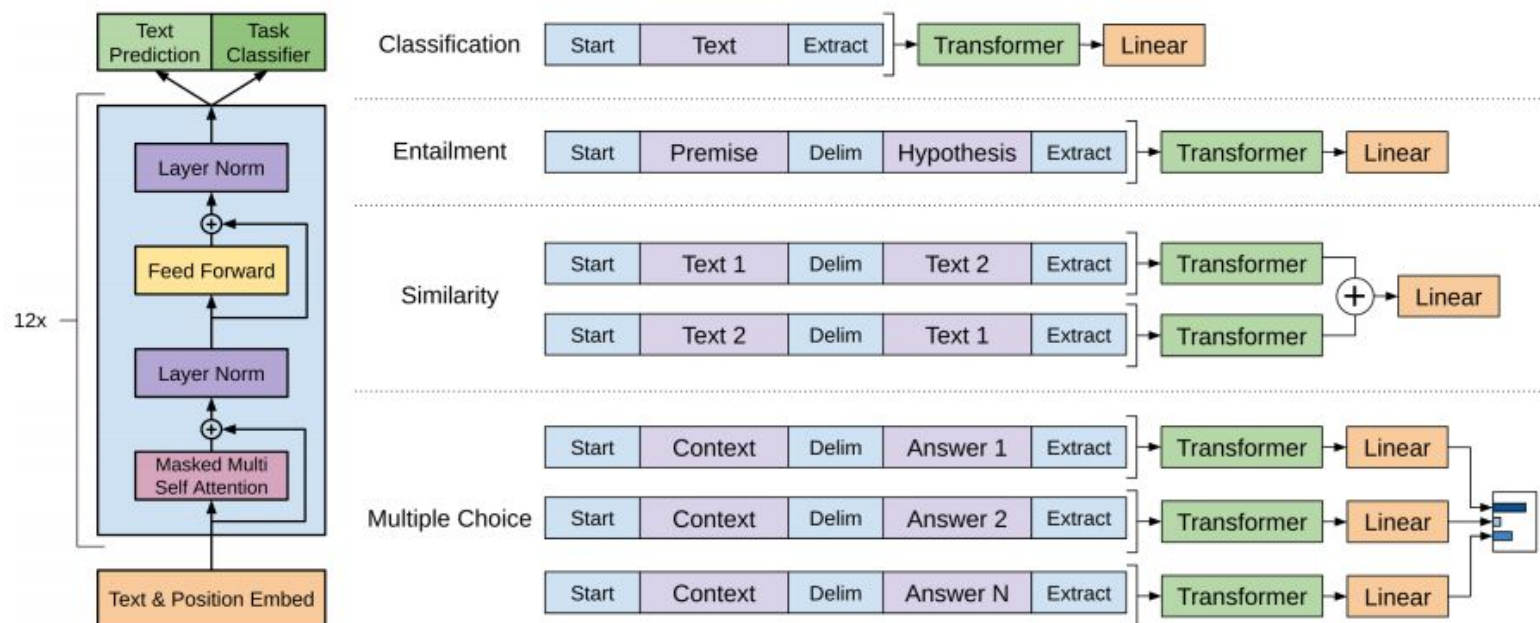 Text
Prediction
Task
Classifier
12x
Layer Norm
+
Feed Forward
Layer Norm
+
Masked Multi
Self Attention
Text & Position Embed
Classification
Start Text Extract Transformer Linear
Entailment
Start Premise Delim Hypothesis Extract Transformer Linear
Similarity
Start Text 1 Delim Text 2 Extract Transformer
+ Linear
Start Text 2 Delim Text 1 Extract Transformer
Multiple Choice
Start Context Delim Answer 1 Extract Transformer Linear
Start Context Delim Answer 2 Extract Transformer Linear
Start Context Delim Answer N Extract Transformer Linear